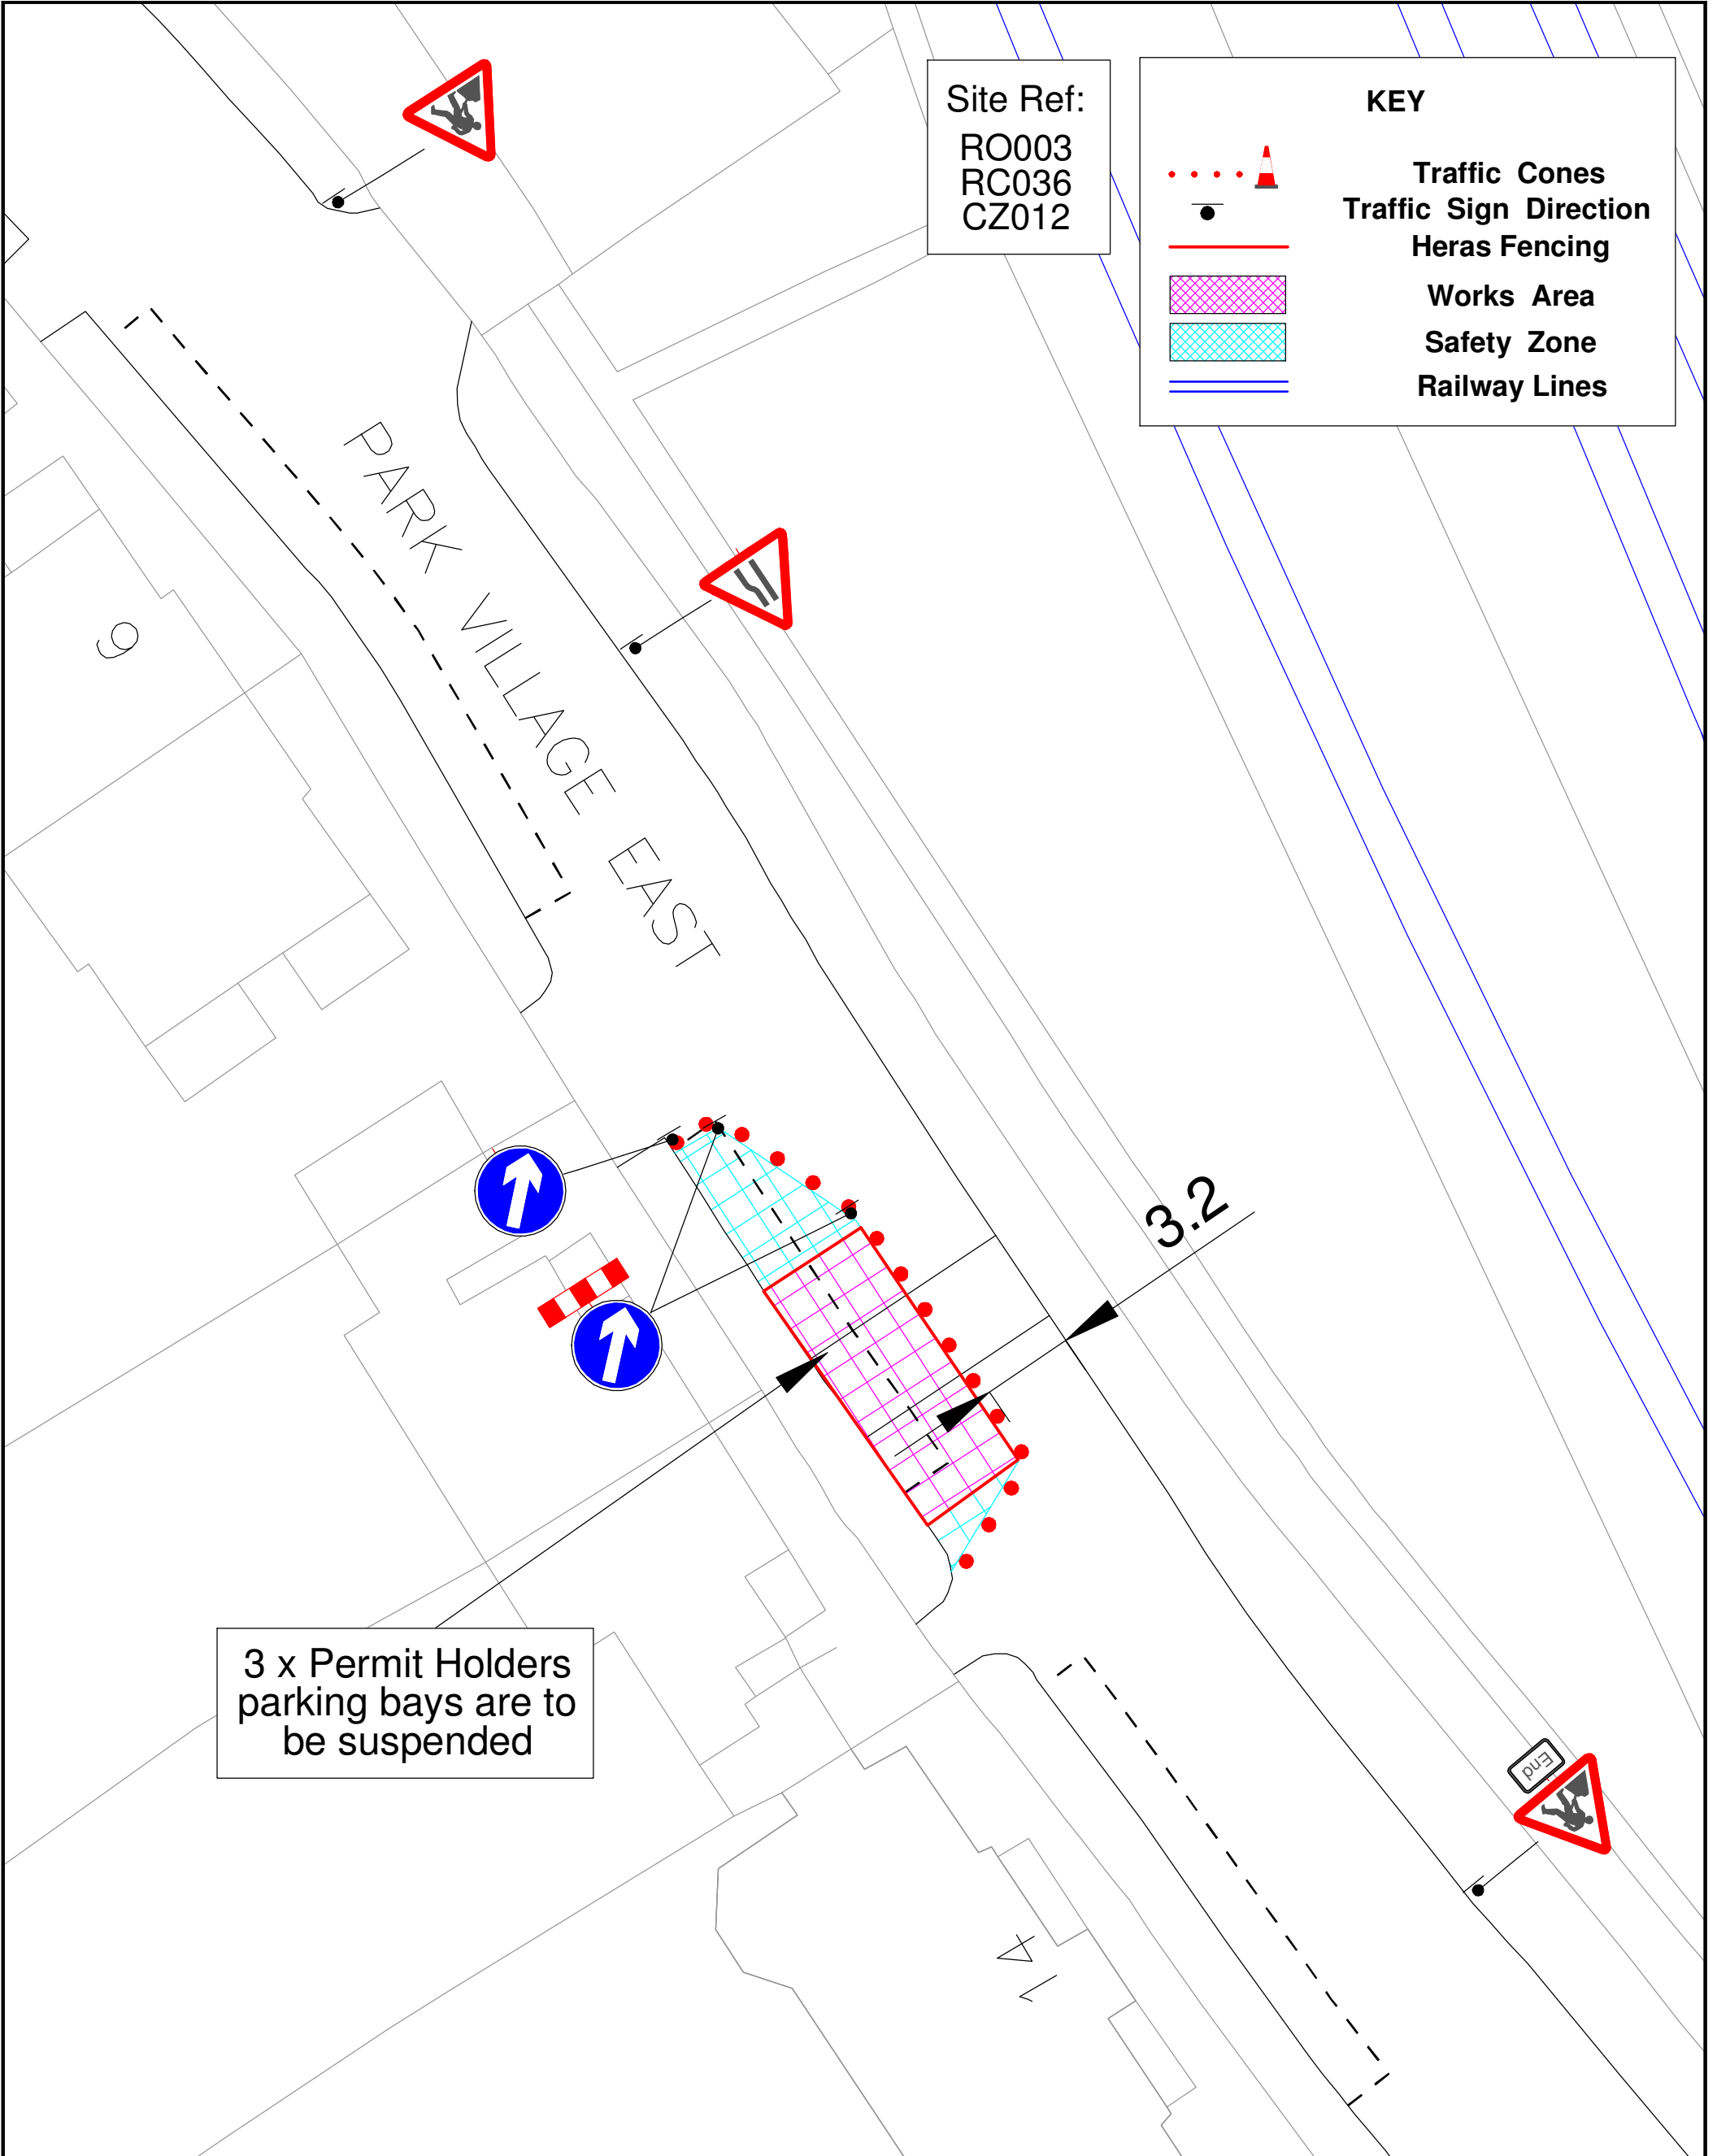 Site Ref:
RO003
RC036
CZ012
KEY
Traffic Cones
Traffic Sign Direction
Heras Fencing
Works Area
Safety Zone
Railway Lines
PARK VILLAGE EAST
9
3.2
3 x Permit Holders
parking bays are to
be suspended
End
14